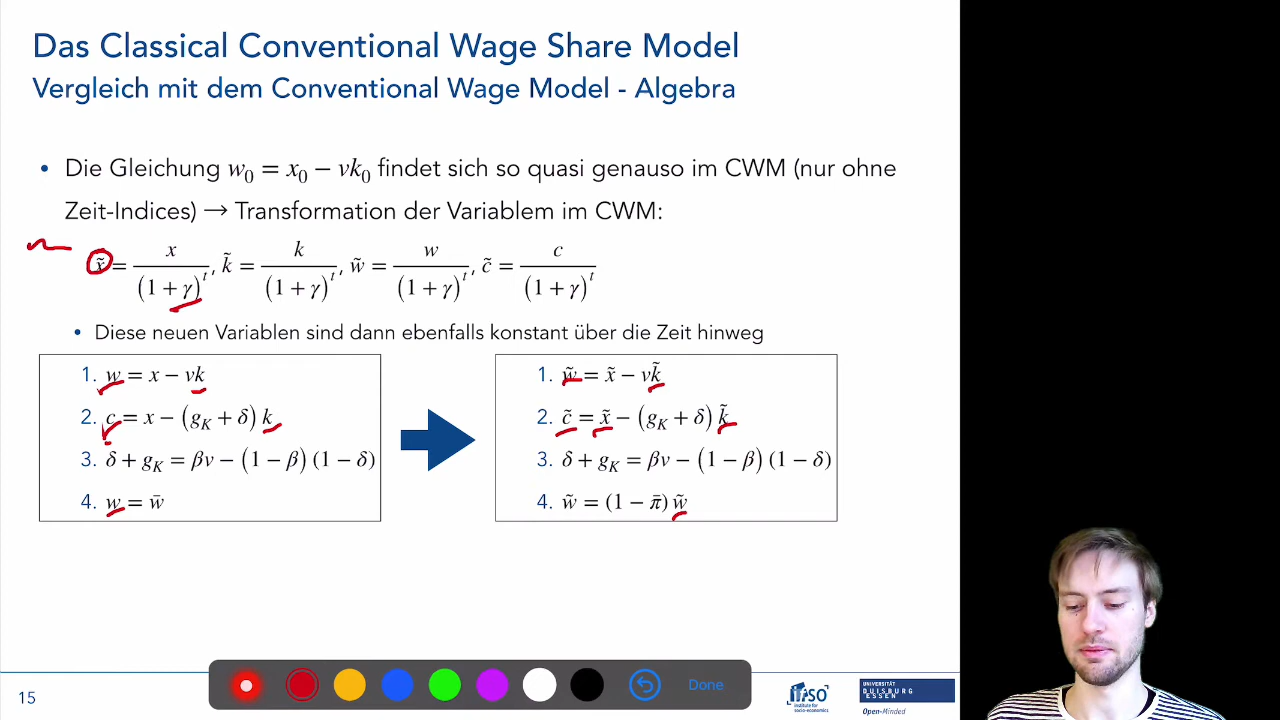 Das Classical Conventional Wage Share Model
Vergleich mit dem Conventional Wage Model - Algebra
• Die Gleichung w₀ = x₀ − vk₀ findet sich so quasi genauso im CWM (nur ohne
Zeit-Indices) → Transformation der Variablem im CWM:
x̃ = x / (1 + γ)ᵗ, k̃ = k / (1 + γ)ᵗ, w̃ = w / (1 + γ)ᵗ, c̃ = c / (1 + γ)ᵗ
• Diese neuen Variablen sind dann ebenfalls konstant über die Zeit hinweg
1. w = x − vk
2. c = x − (g_K + δ) k
3. δ + g_K = βv − (1 − β) (1 − δ)
4. w = w̄
1. w̃ = x̃ − vk̃
2. c̃ = x̃ − (g_K + δ) k̃
3. δ + g_K = βv − (1 − β) (1 − δ)
4. w̃ = (1 − π̄) w̃
Done
15
ifso
institute for
socio-economics
UNIVERSITÄT
DUISBURG
ESSEN
Open-Minded